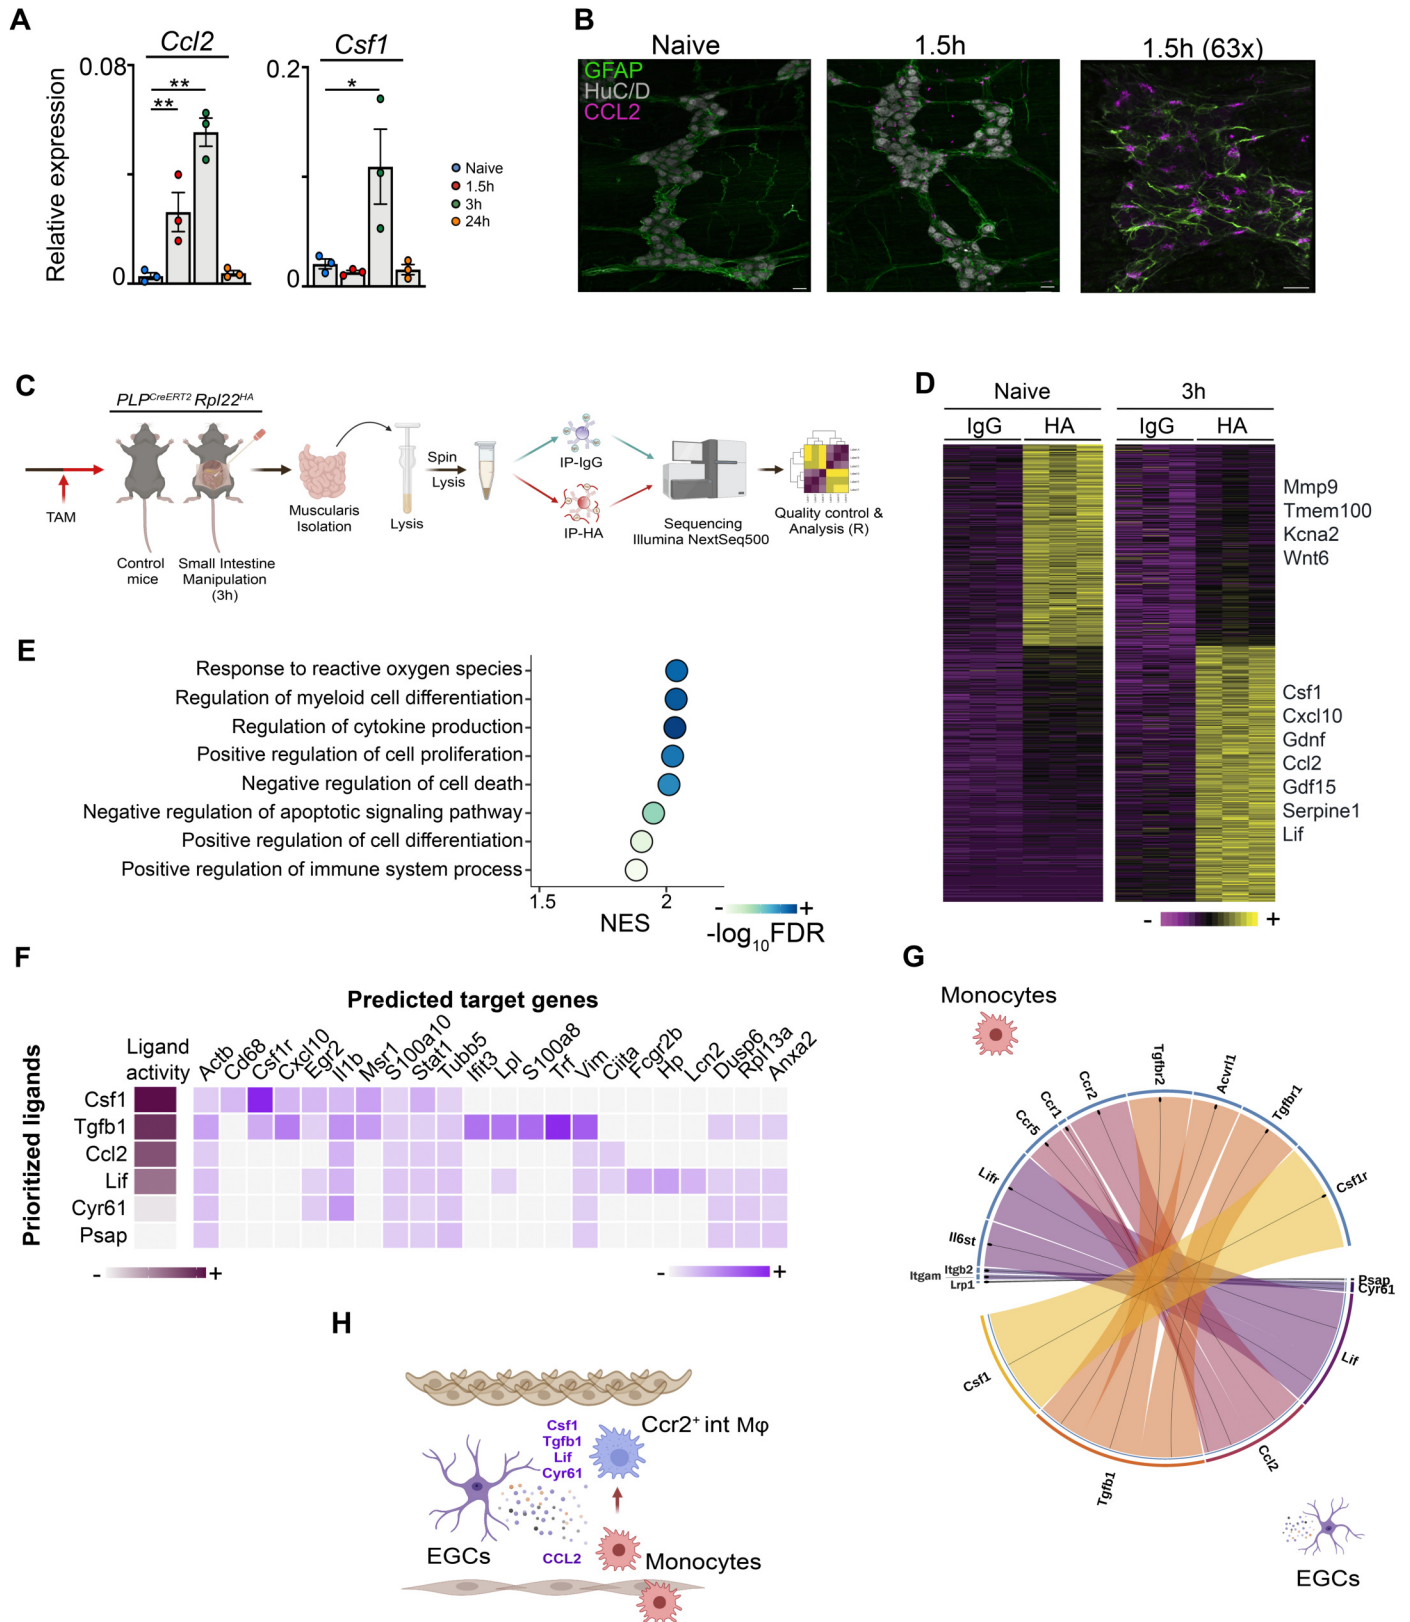 A
Ccl2
Csf1
0.08
0
0.2
0
Relative expression
**
**
*
Naive
1.5h
3h
24h
B
Naive
1.5h
1.5h (63x)
GFAP
HuC/D
CCL2
C
PLP^CreERT2 Rpl22^HA
TAM
Control
mice
Small Intestine
Manipulation
(3h)
Muscularis
Isolation
Lysis
Spin
Lysis
IP-IgG
IP-HA
Sequencing
Illumina NextSeq500
Quality control &
Analysis (R)
D
Naive
3h
IgG
HA
IgG
HA
Mmp9
Tmem100
Kcna2
Wnt6
Csf1
Cxcl10
Gdnf
Ccl2
Gdf15
Serpine1
Lif
- +
E
Response to reactive oxygen species
Regulation of myeloid cell differentiation
Regulation of cytokine production
Positive regulation of cell proliferation
Negative regulation of cell death
Negative regulation of apoptotic signaling pathway
Positive regulation of cell differentiation
Positive regulation of immune system process
1.5
2
NES
- +
-log₁₀FDR
F
Predicted target genes
Prioritized ligands
Ligand
activity
Actb
Cd68
Csf1r
Cxcl10
Egr2
Il1b
Msr1
S100a10
Stat1
Tubb5
Ifit3
Lpl
S100a8
Trf
Vim
Ciita
Fcgr2b
Hp
Lcn2
Dusp6
Rpl13a
Anxa2
Csf1
Tgfb1
Ccl2
Lif
Cyr61
Psap
- +
- +
G
Monocytes
Tgfbr2
Acvrl1
Tgfbr1
Csf1r
Ccr2
Ccr1
Ccr5
Lifr
Il6st
Itgb2
Itgam
Lrp1
Psap
Cyr61
Lif
Ccl2
Tgfb1
Csf1
EGCs
H
Csf1
Tgfb1
Lif
Cyr61
Ccr2⁺ int Mφ
EGCs
CCL2
Monocytes